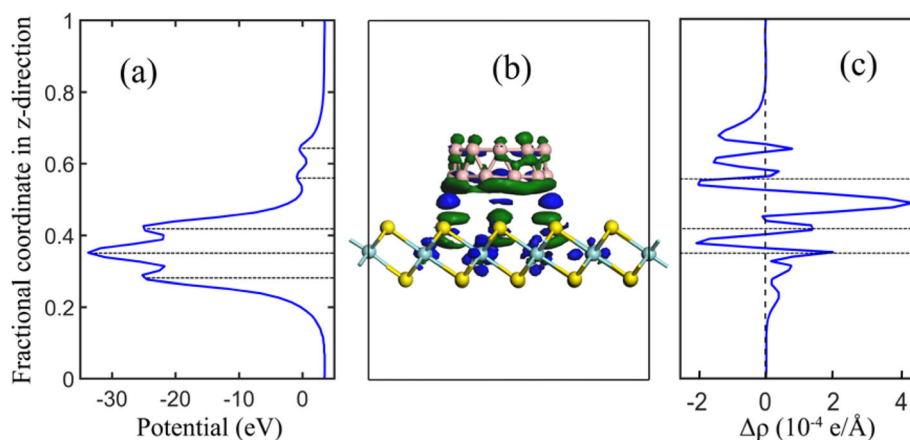 Fractional coordinate in z-direction
1
0.8
0.6
0.4
0.2
0
(a)
-30 -20 -10 0
Potential (eV)
(b)
(c)
-2 0 2 4
Δρ (10⁻⁴ e/Å)